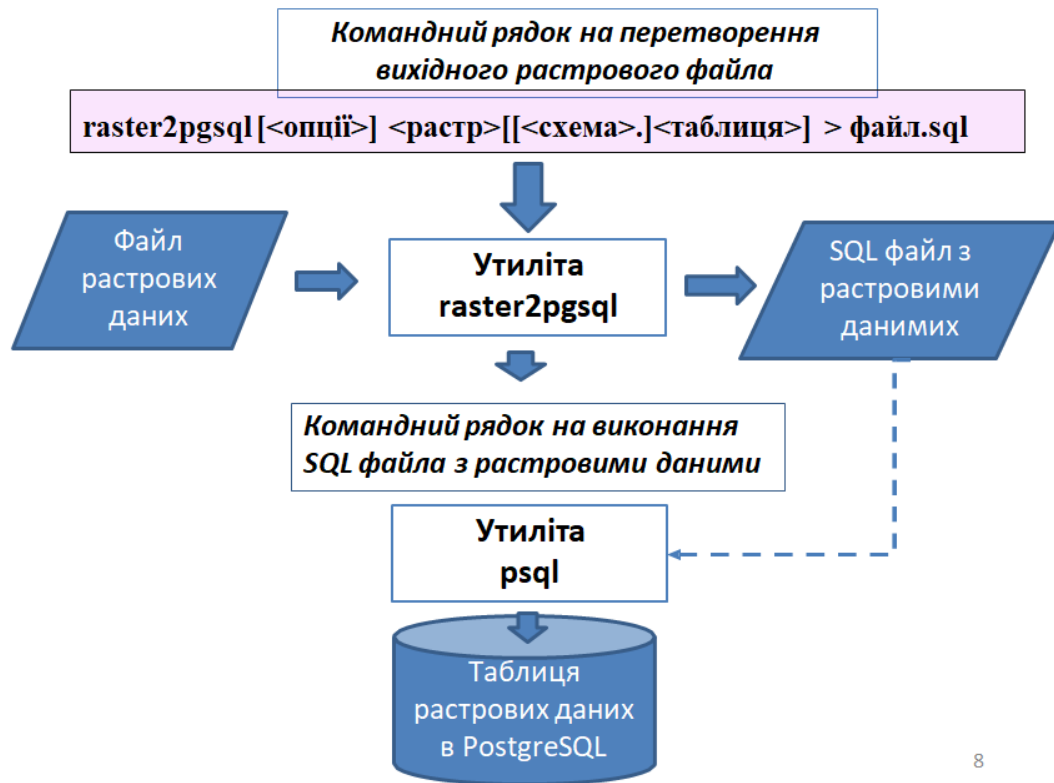 Командний рядок на перетворення
вихідного растрового файла
raster2pgsql [<опції>] <растр>[[<схема>.]<таблиця>] > файл.sql
Файл
растрових
даних
Утиліта
raster2pgsql
SQL файл з
растровими
данимих
Командний рядок на виконання
SQL файла з растровими даними
Утиліта
psql
Таблиця
растрових даних
в PostgreSQL
8